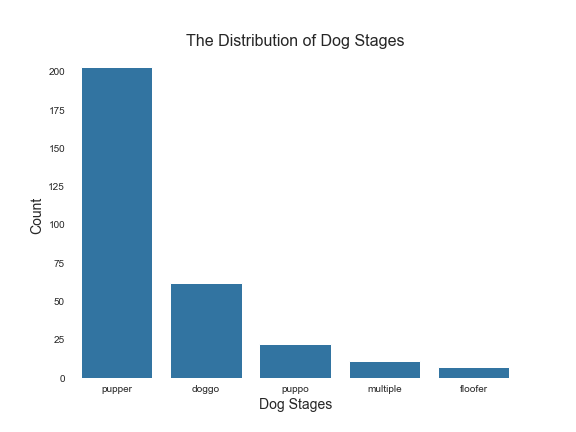 The Distribution of Dog Stages
200
175
150
125
100
75
50
25
0
Count
pupper doggo puppo multiple floofer
Dog Stages